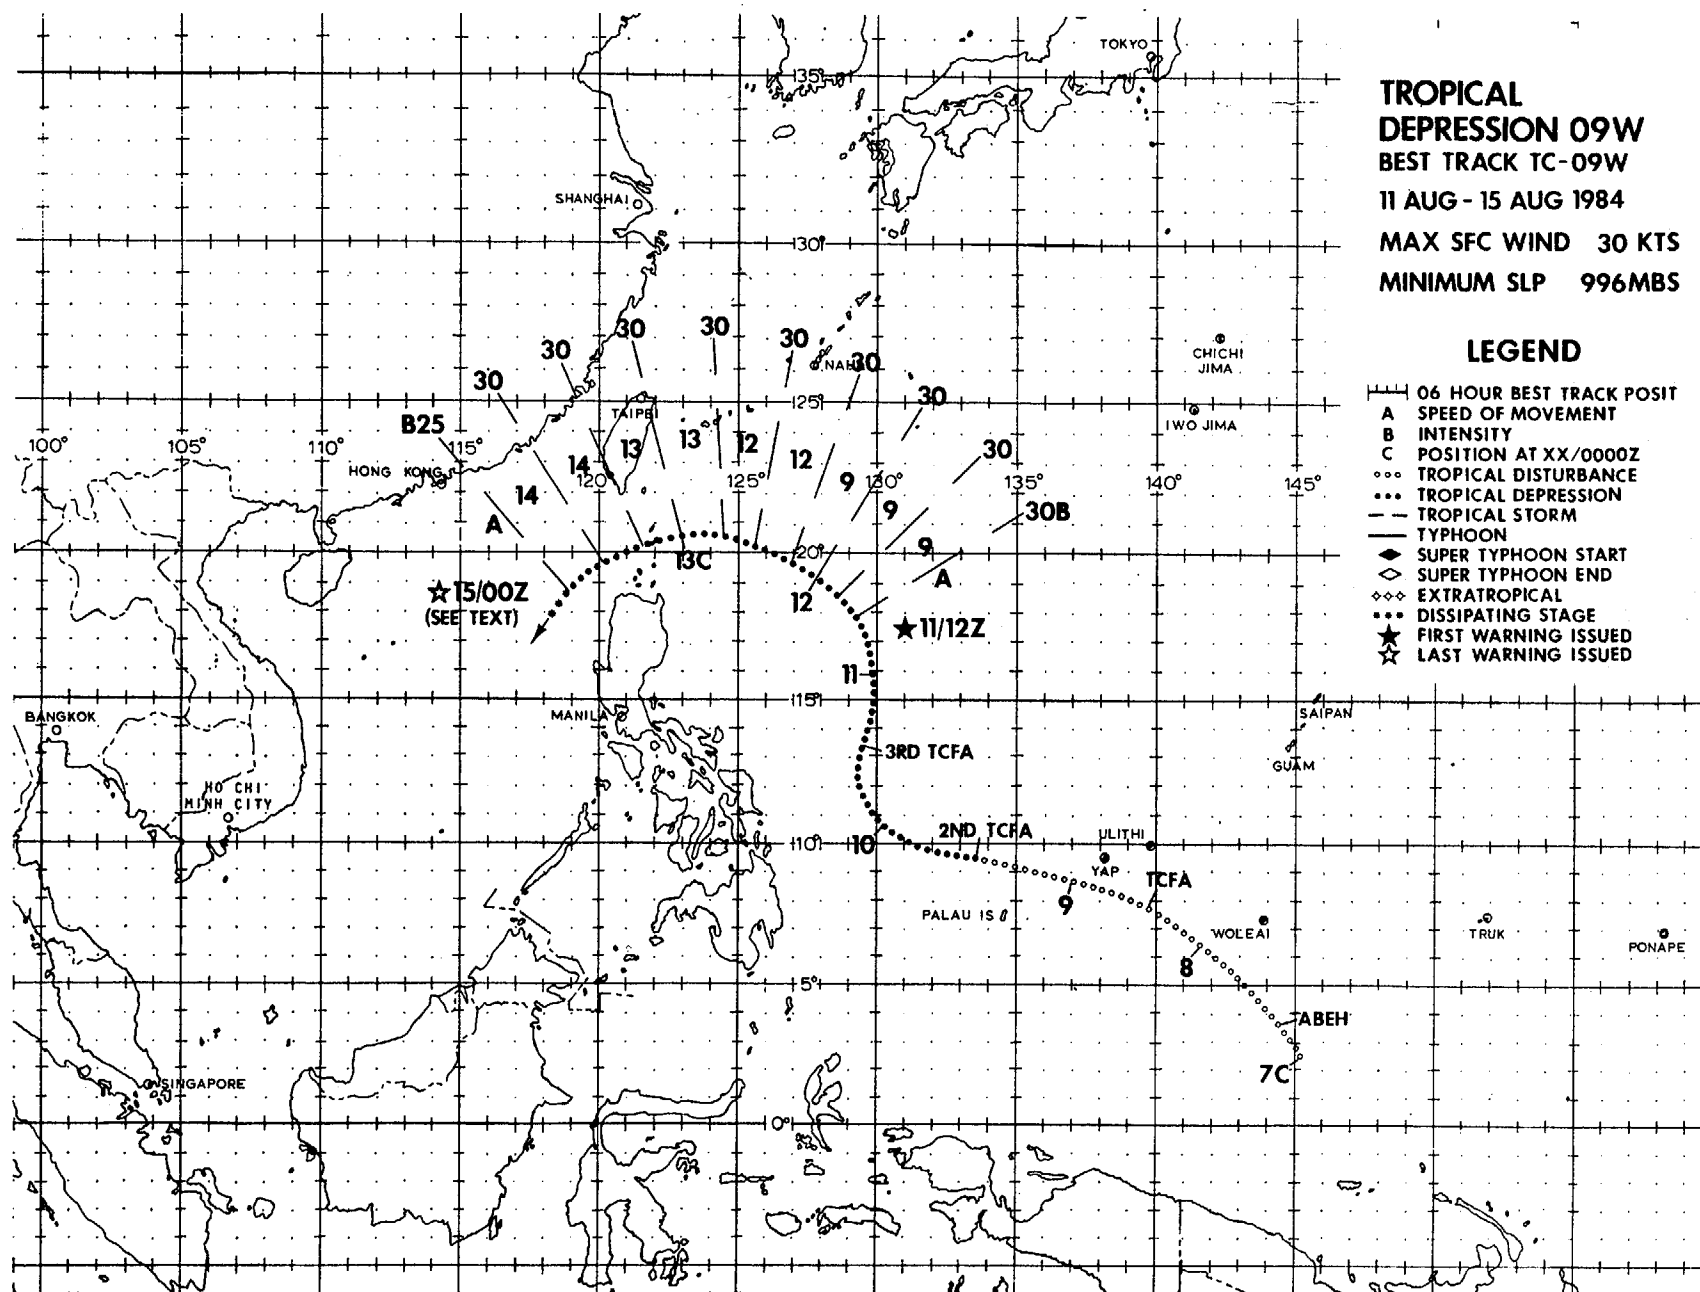 TROPICAL
DEPRESSION 09W
BEST TRACK TC-09W
11 AUG - 15 AUG 1984
MAX SFC WIND 30 KTS
MINIMUM SLP 996MBS
LEGEND
06 HOUR BEST TRACK POSIT
A SPEED OF MOVEMENT
B INTENSITY
C POSITION AT XX/0000Z
TROPICAL DISTURBANCE
TROPICAL DEPRESSION
TROPICAL STORM
TYPHOON
SUPER TYPHOON START
SUPER TYPHOON END
EXTRATROPICAL
DISSIPATING STAGE
FIRST WARNING ISSUED
LAST WARNING ISSUED
TOKYO
35°
SHANGHAI
30°
30 30 30
30 30
30 30
CHICHI
JIMA
NAHA
25°
TAIPEI
IWO JIMA
B25
30
100° 105° 110° 115° 120° 125° 130° 135° 140° 145°
HONG KONG
14 13 13 12 12 9
14 9
A 9
30B
A
20°
13C
12
15/00Z
(SEE TEXT)
11/12Z
11
15°
BANGKOK
MANILA
SAIPAN
GUAM
3RD TCFA
HO CHI
MINH CITY
10°
10
2ND TCFA
ULITHI
YAP
TCFA
9
PALAU IS
WOLEAI
TRUK
PONAPE
8
5°
ABEH
7C
SINGAPORE
0°